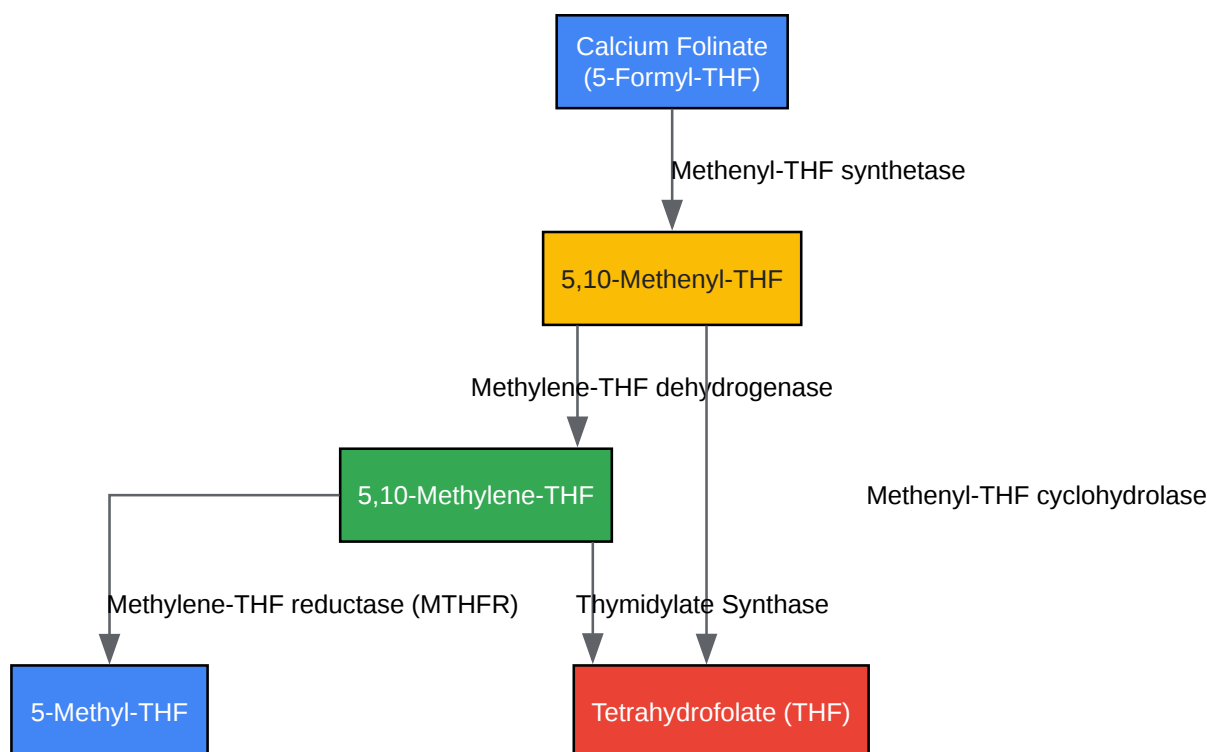 Calcium Folinate
(5-Formyl-THF)
Methenyl-THF synthetase
5,10-Methenyl-THF
Methylene-THF dehydrogenase
5,10-Methylene-THF
Methenyl-THF cyclohydrolase
Methylene-THF reductase (MTHFR)
Thymidylate Synthase
5-Methyl-THF
Tetrahydrofolate (THF)